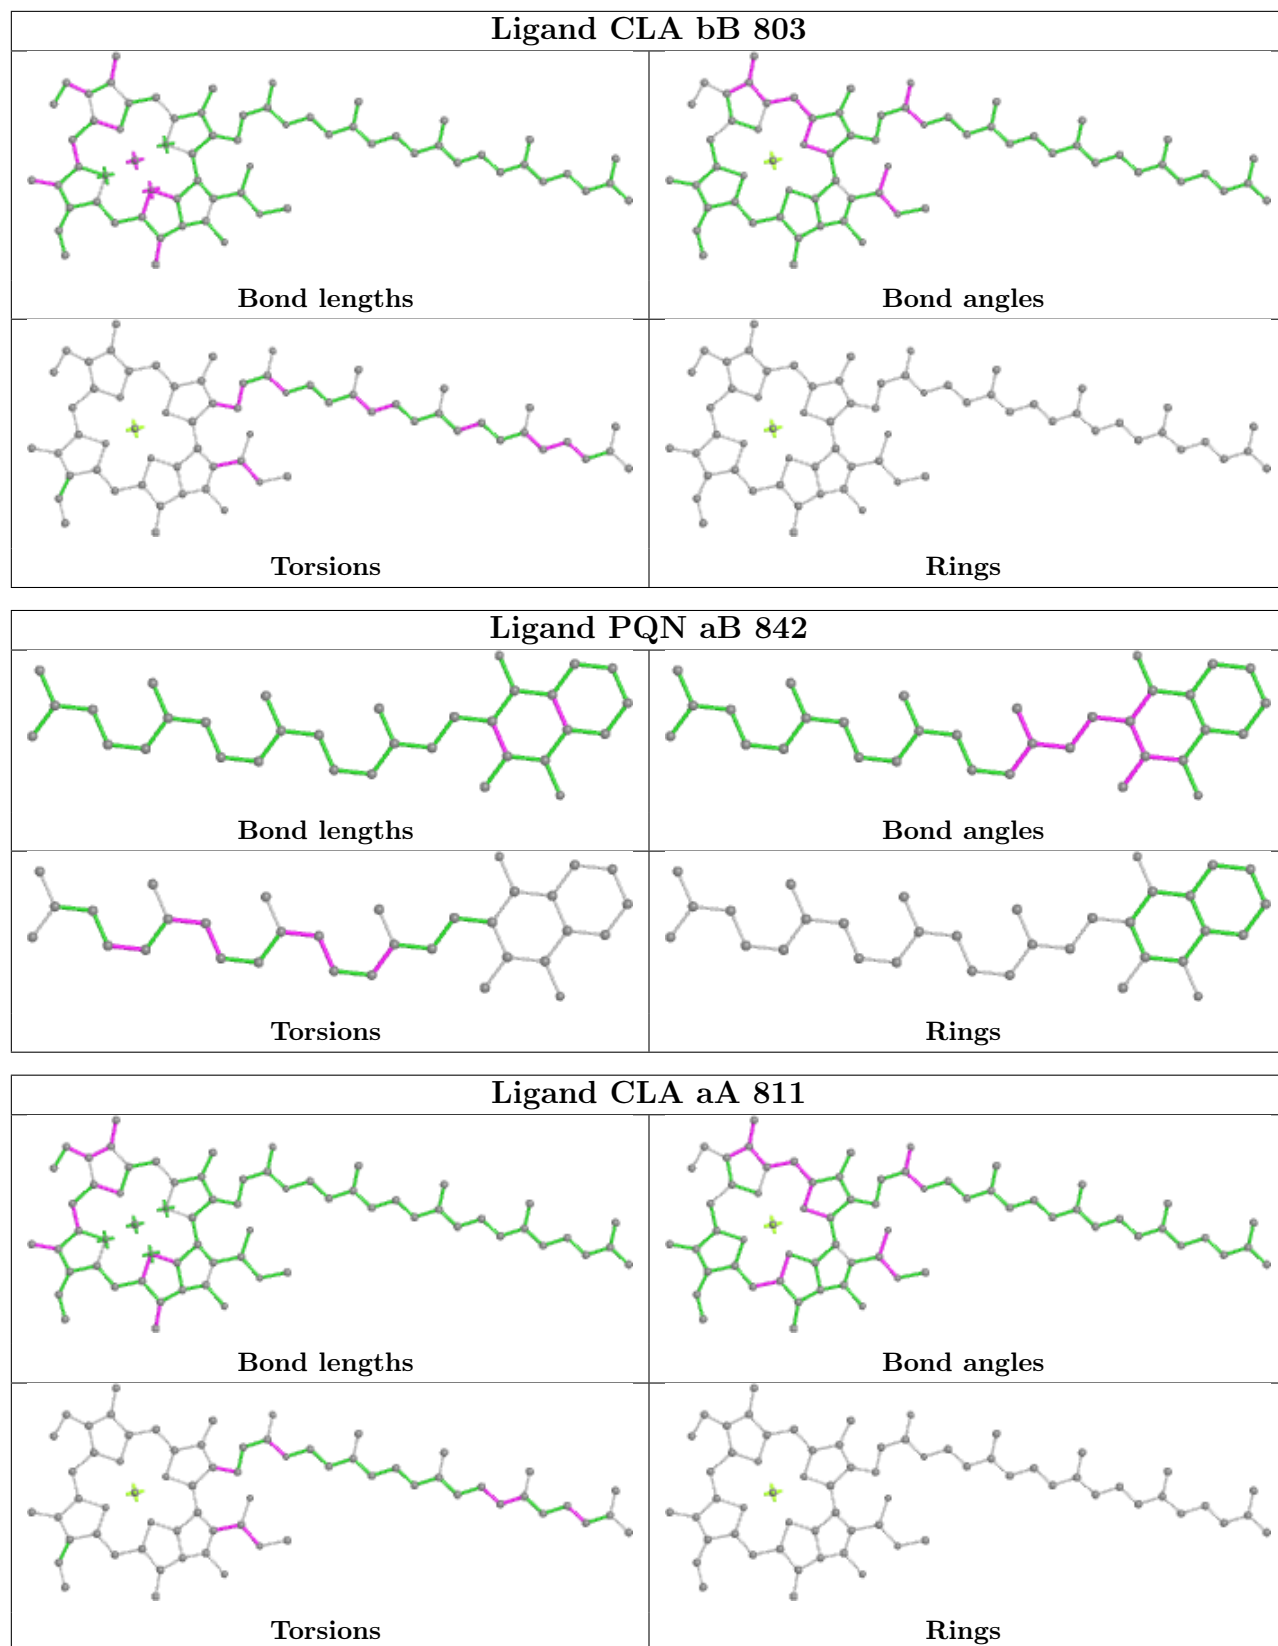 Ligand CLA bB 803
Bond lengths
Bond angles
Torsions
Rings
Ligand PQN aB 842
Bond lengths
Bond angles
Torsions
Rings
Ligand CLA aA 811
Bond lengths
Bond angles
Torsions
Rings